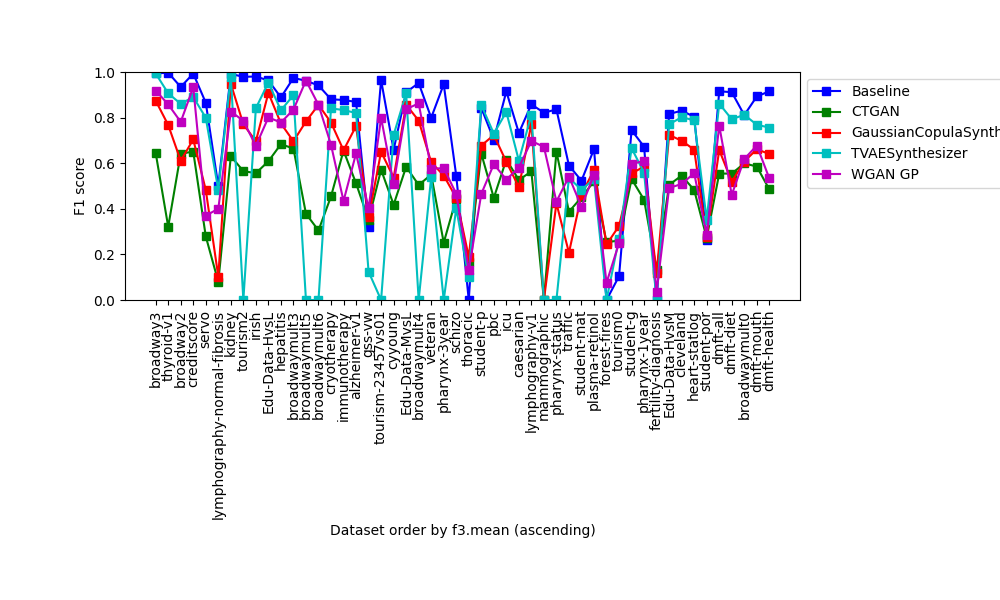 1.0
0.8
0.6
0.4
0.2
0.0
F1 score
Baseline
CTGAN
GaussianCopulaSynth
TVAESynthesizer
WGAN GP
broadway3
thyroid-v1
broadway2
creditscore
servo
lymphography-normal-fibrosis
kidney
tourism2
irish
Edu-Data-HvsL
hepatitis
broadwaymult3
broadwaymult5
broadwaymult6
cryotherapy
immunotherapy
alzheimer-v1
gss-vw
tourism-23457vs01
cyyoung
Edu-Data-MvsL
broadwaymult4
veteran
pharynx-3year
schizo
thoracic
student-p
pbc
icu
caesarian
lymphography-v1
mammographic
pharynx-status
traffic
student-mat
plasma-retinol
forest-fires
tourism0
student-g
pharynx-1year
fertility-diagnosis
Edu-Data-HvsM
cleveland
heart-statlog
student-por
dmft-all
dmft-diet
broadwaymult0
dmft-mouth
dmft-health
Dataset order by f3.mean (ascending)